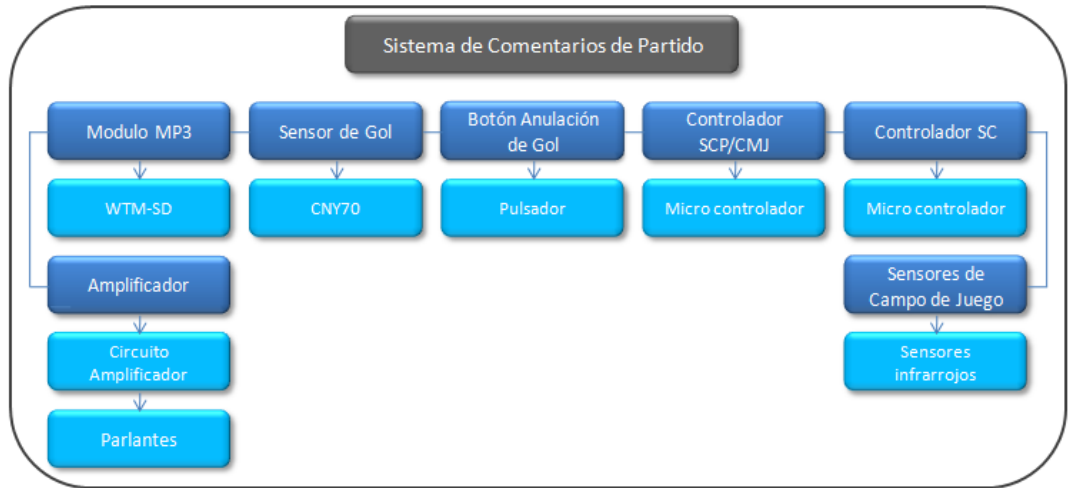 Sistema de Comentarios de Partido
Modulo MP3
Sensor de Gol
Botón Anulación
de Gol
Controlador
SCP/CMJ
Controlador SC
WTM-SD
CNY70
Pulsador
Micro controlador
Micro controlador
Amplificador
Sensores de
Campo de Juego
Circuito
Amplificador
Sensores
infrarrojos
Parlantes